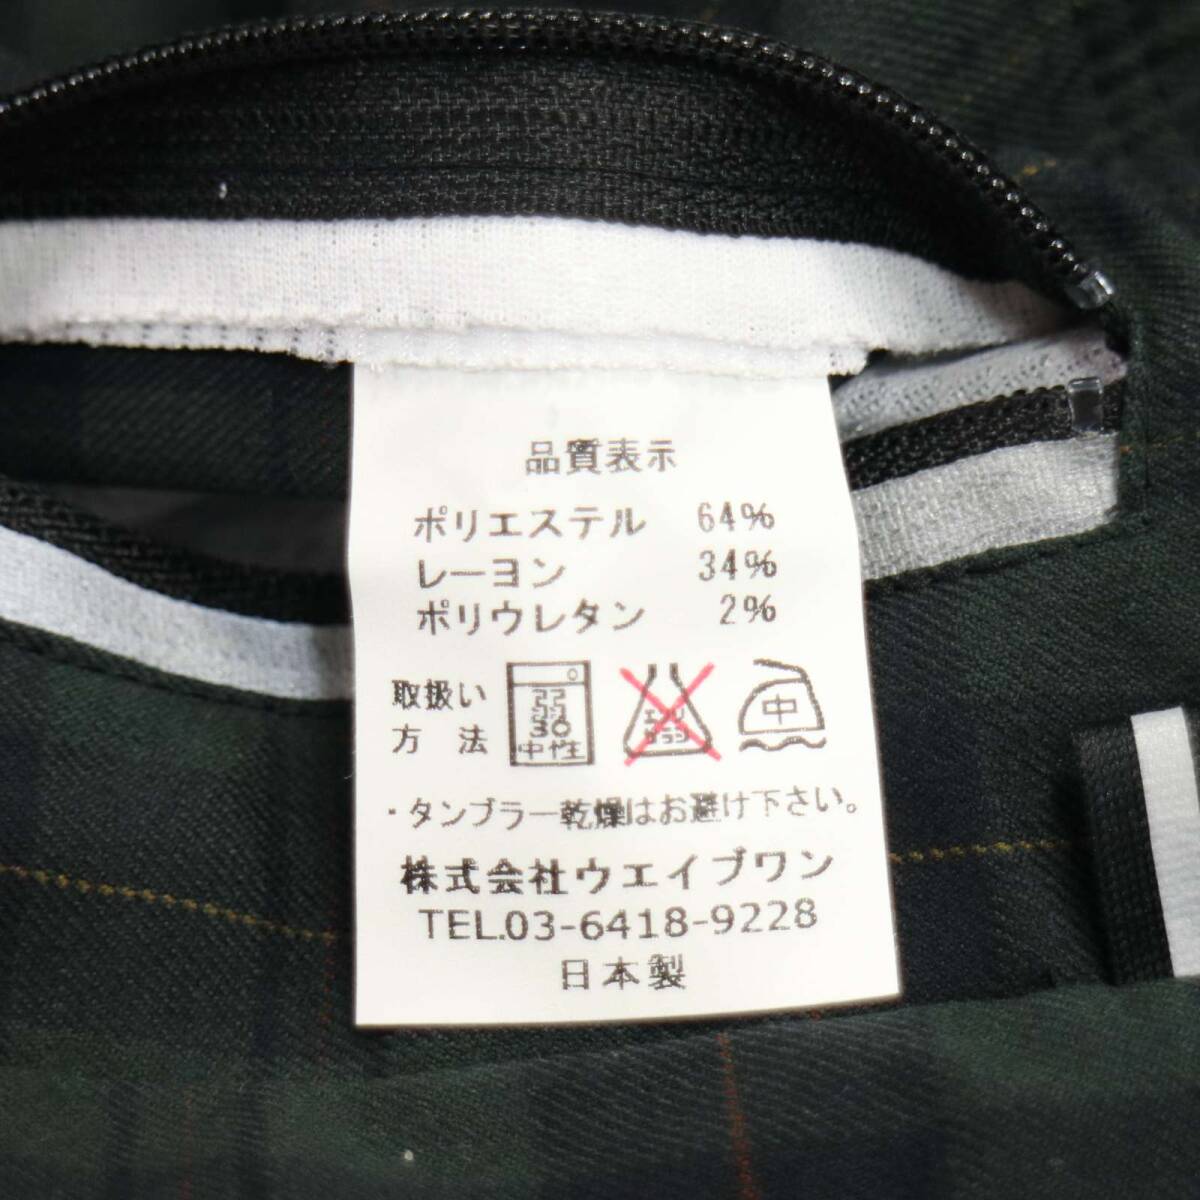 品質表示
ポリエステル 64%
レーヨン 34%
ポリウレタン 2%
取扱い
方法
30
中性
エンソ
サラシ
中
・タンブラー乾燥はお避け下さい。
株式会社ウエイブワン
TEL.03-6418-9228
日本製